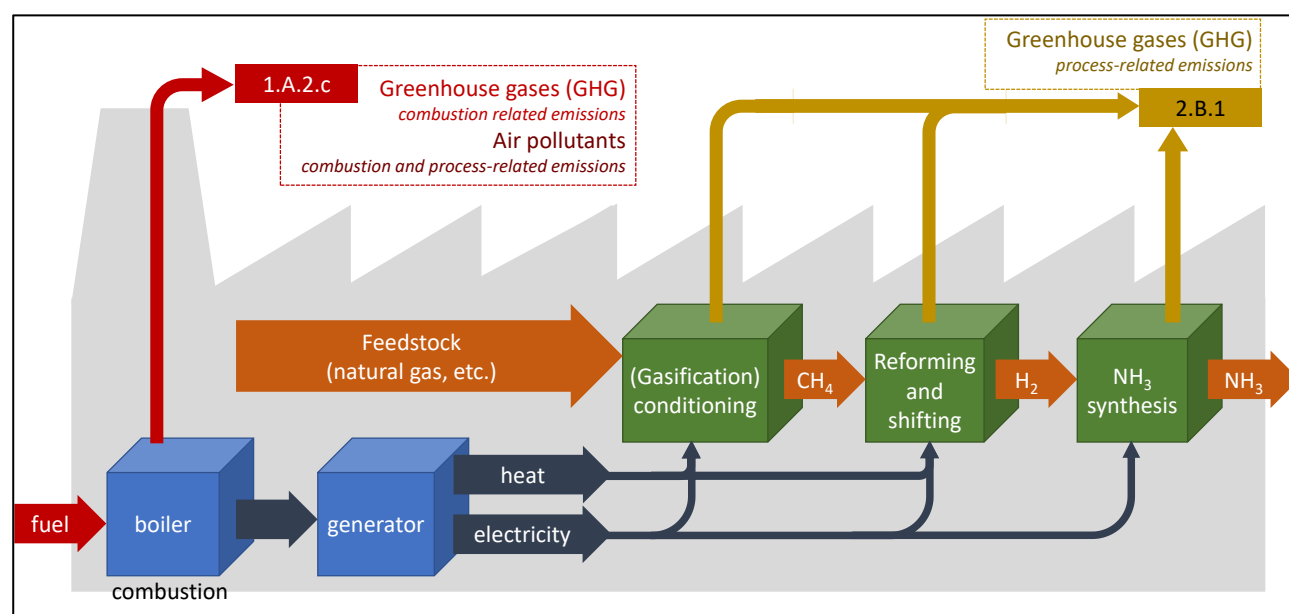 1.A.2.c
Greenhouse gases (GHG)
combustion related emissions
Air pollutants
combustion and process-related emissions
Greenhouse gases (GHG)
process-related emissions
2.B.1
Feedstock
(natural gas, etc.)
(Gasification)
conditioning
CH₄
Reforming
and
shifting
H₂
NH₃
synthesis
NH₃
fuel
boiler
combustion
generator
heat
electricity